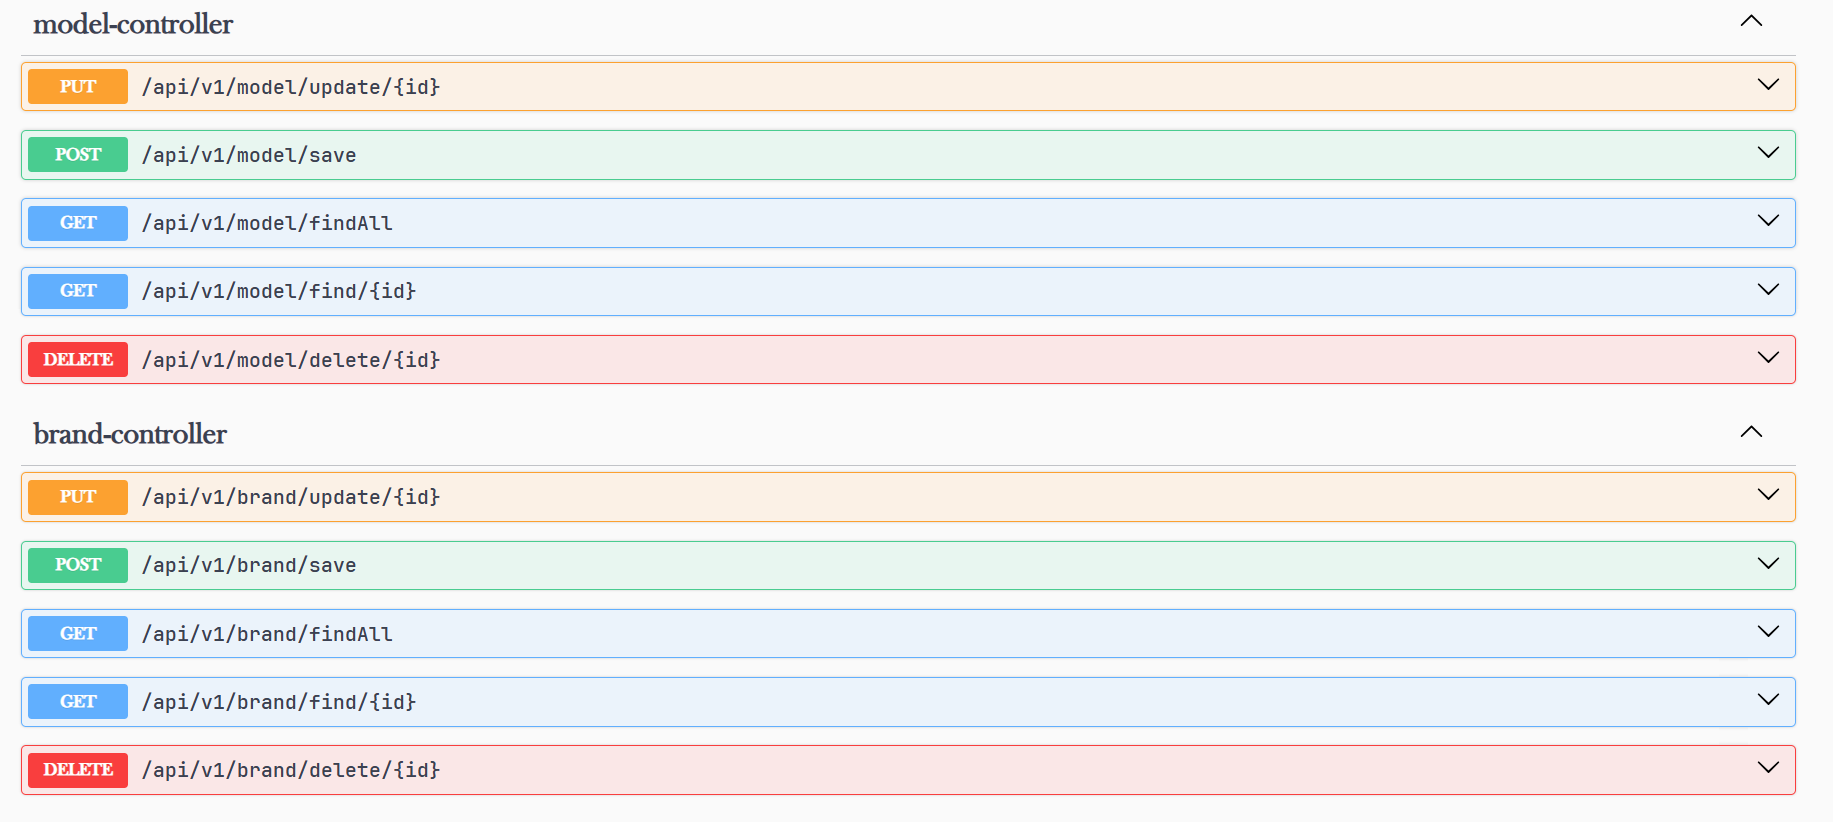 model-controller
PUT /api/v1/model/update/{id}
POST /api/v1/model/save
GET /api/v1/model/findAll
GET /api/v1/model/find/{id}
DELETE /api/v1/model/delete/{id}
brand-controller
PUT /api/v1/brand/update/{id}
POST /api/v1/brand/save
GET /api/v1/brand/findAll
GET /api/v1/brand/find/{id}
DELETE /api/v1/brand/delete/{id}